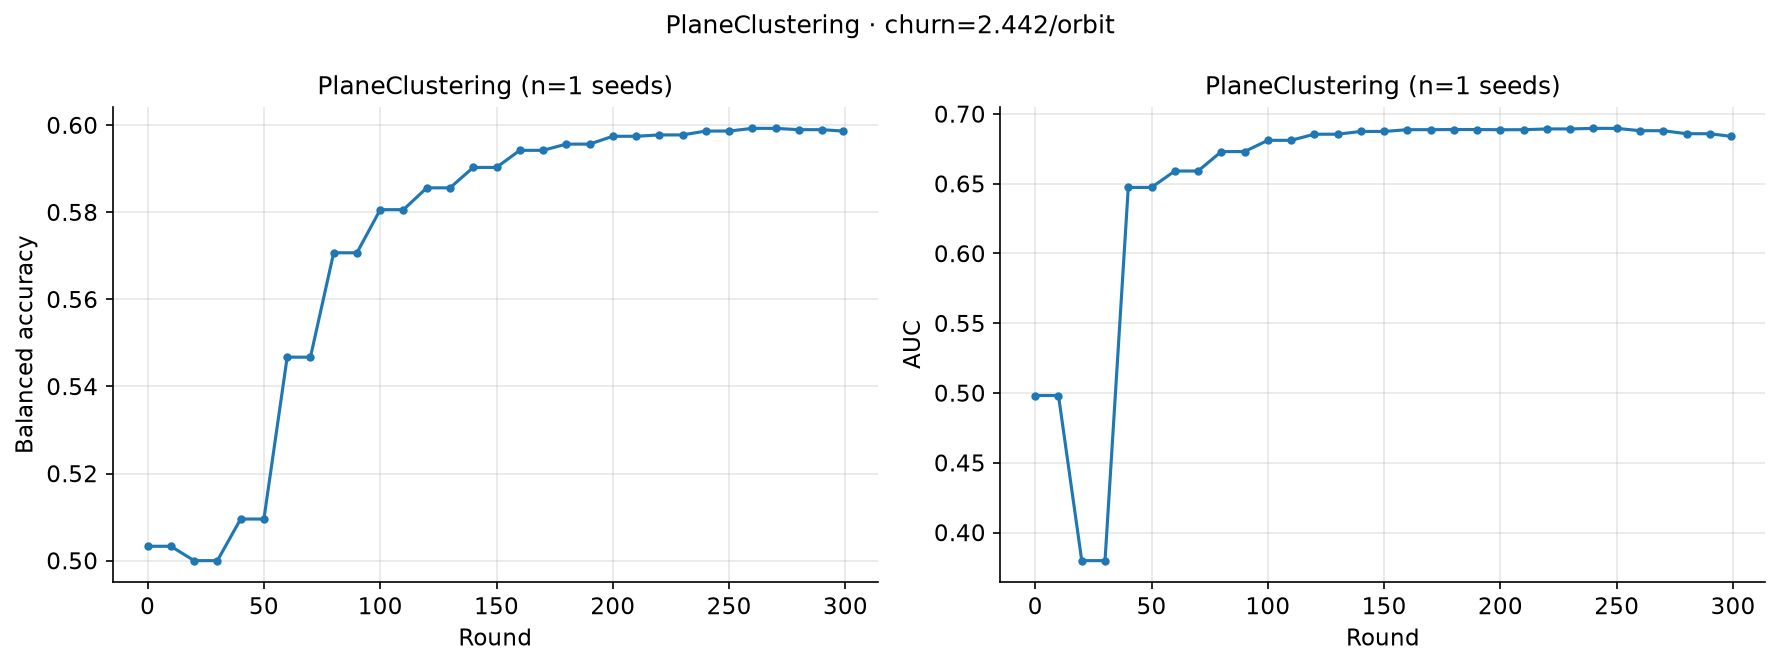 PlaneClustering · churn=2.442/orbit
PlaneClustering (n=1 seeds)
Balanced accuracy
0.60
0.58
0.56
0.54
0.52
0.50
0 50 100 150 200 250 300
Round
PlaneClustering (n=1 seeds)
AUC
0.70
0.65
0.60
0.55
0.50
0.45
0.40
0 50 100 150 200 250 300
Round